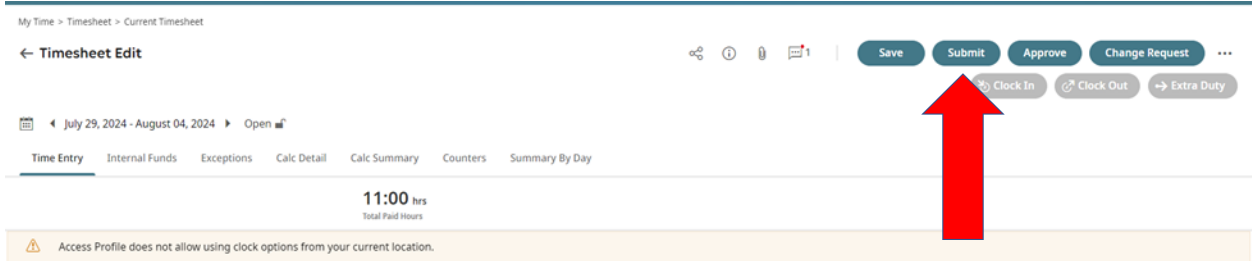 My Time > Timesheet > Current Timesheet
← Timesheet Edit
1
Save
Submit
Approve
Change Request
...
Clock In
Clock Out
Extra Duty
July 29, 2024 - August 04, 2024
Open
Time Entry
Internal Funds
Exceptions
Calc Detail
Calc Summary
Counters
Summary By Day
11:00 hrs
Total Paid Hours
Access Profile does not allow using clock options from your current location.